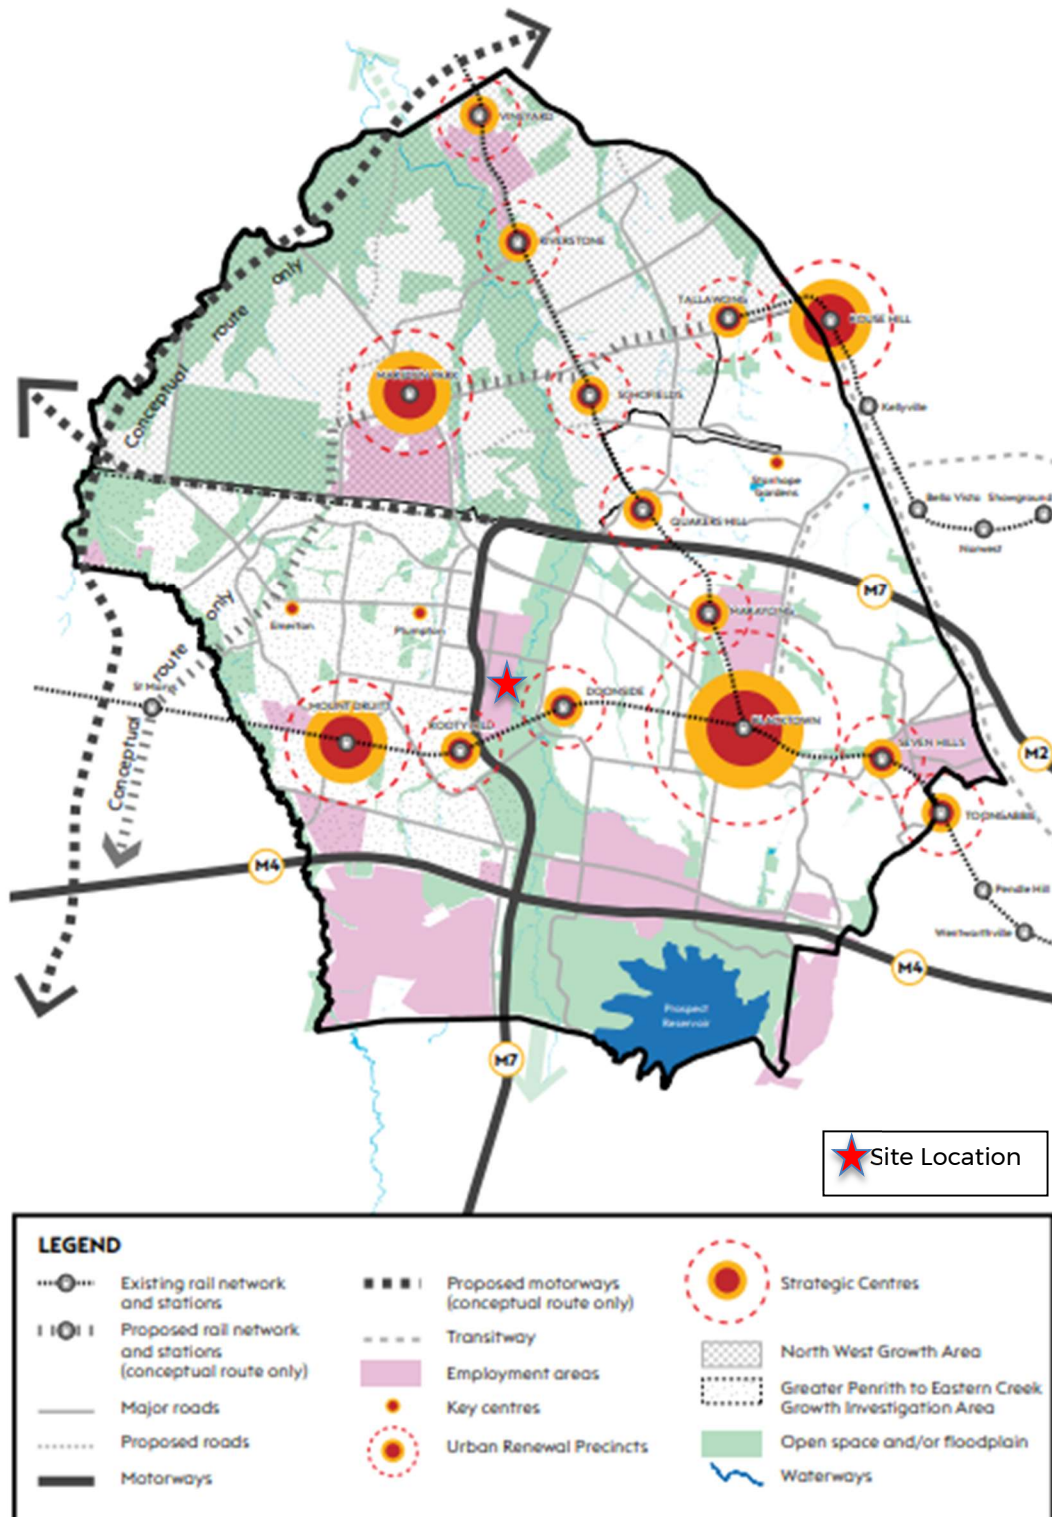 VINEYARD
RIVERSTONE
Conceptual route only
TALLAWONG
ROUSE HILL
MARSDEN PARK
SCHOFIELDS
Kellyville
Stanhope
Gardens
Bella Vista
Showground
QUAKERS HILL
Norwest
M7
Emerton
Plumpton
MARAYONG
Conceptual route only
St Marys
DOONSIDE
MOUNT DRUITT
ROOTY HILL
BLACKTOWN
SEVEN HILLS
M2
TOONGABBIE
M4
Pendle Hill
Wentworthville
M4
Prospect
Reservoir
M7
Site Location
LEGEND
Existing rail network
and stations
Proposed rail network
and stations
(conceptual route only)
Major roads
Proposed roads
Motorways
Proposed motorways
(conceptual route only)
Transitway
Employment areas
Key centres
Urban Renewal Precincts
Strategic Centres
North West Growth Area
Greater Penrith to Eastern Creek
Growth Investigation Area
Open space and/or floodplain
Waterways